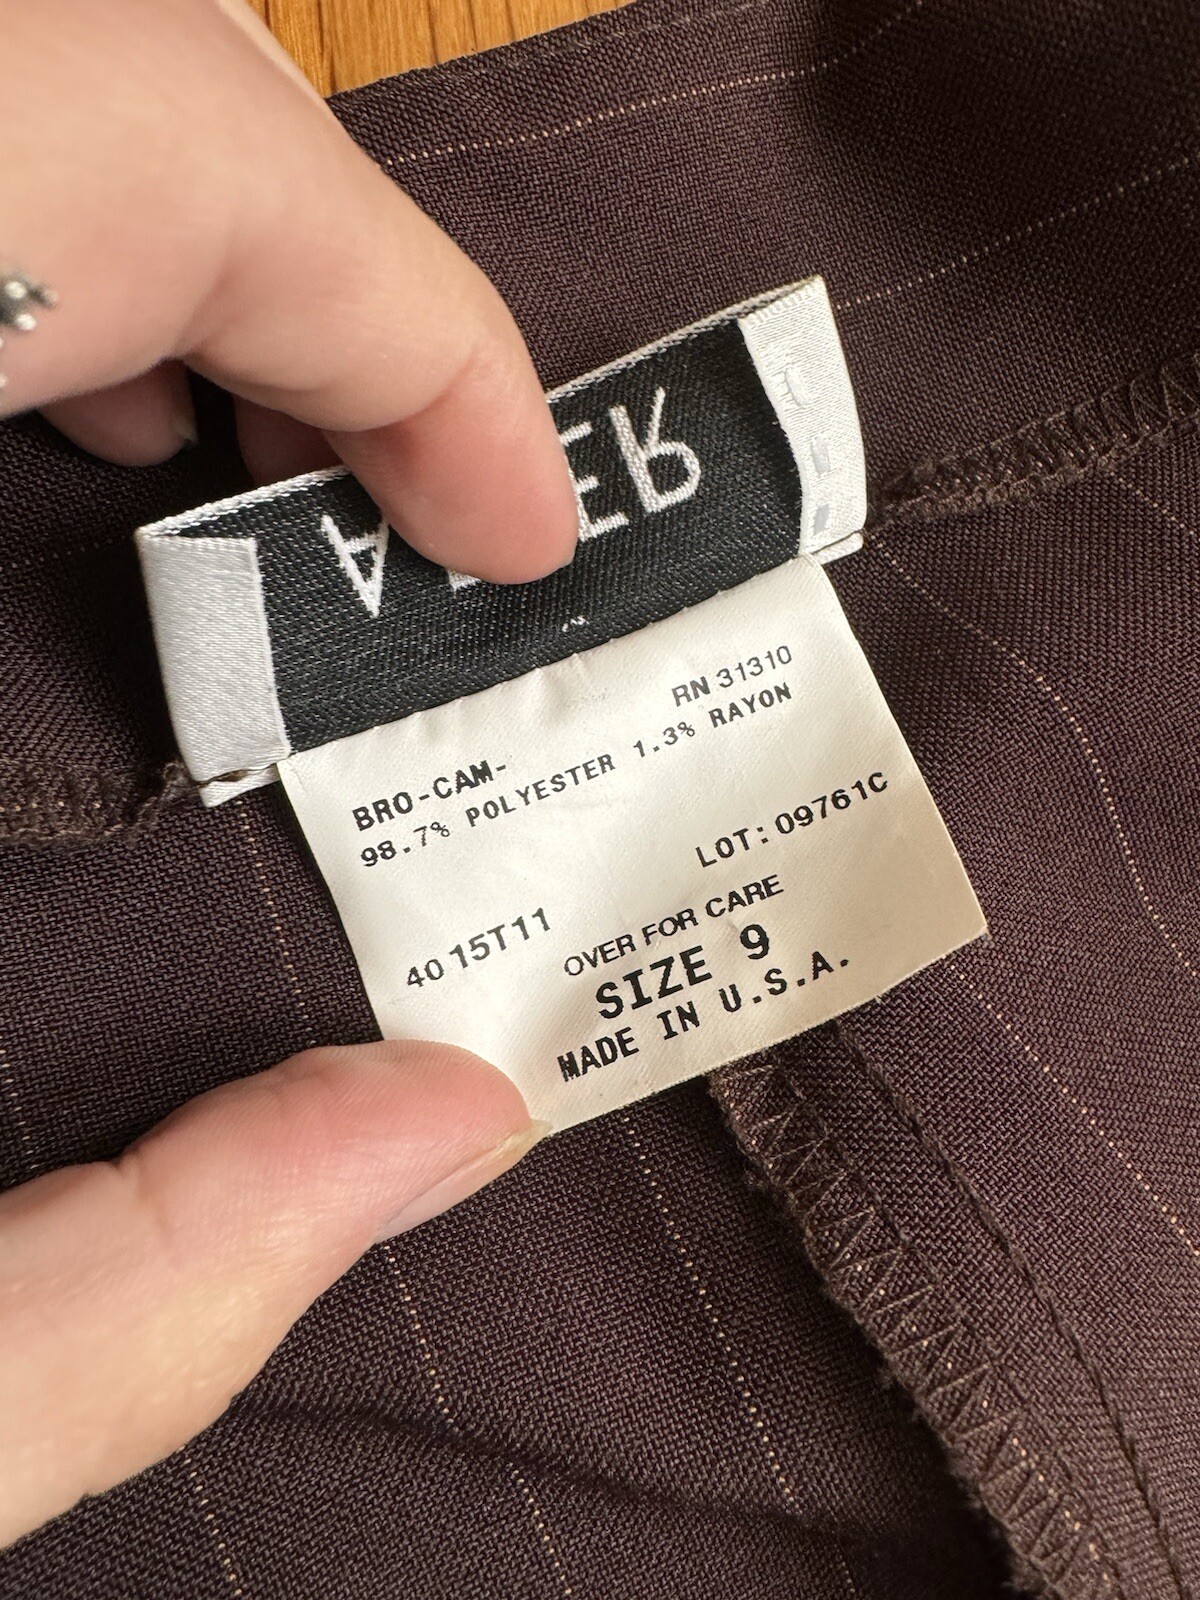 BRO-CAM- RN 31310
98.7% POLYESTER 1.3% RAYON
40 15T11 LOT: 09761C
OVER FOR CARE
SIZE 9
MADE IN U.S.A.